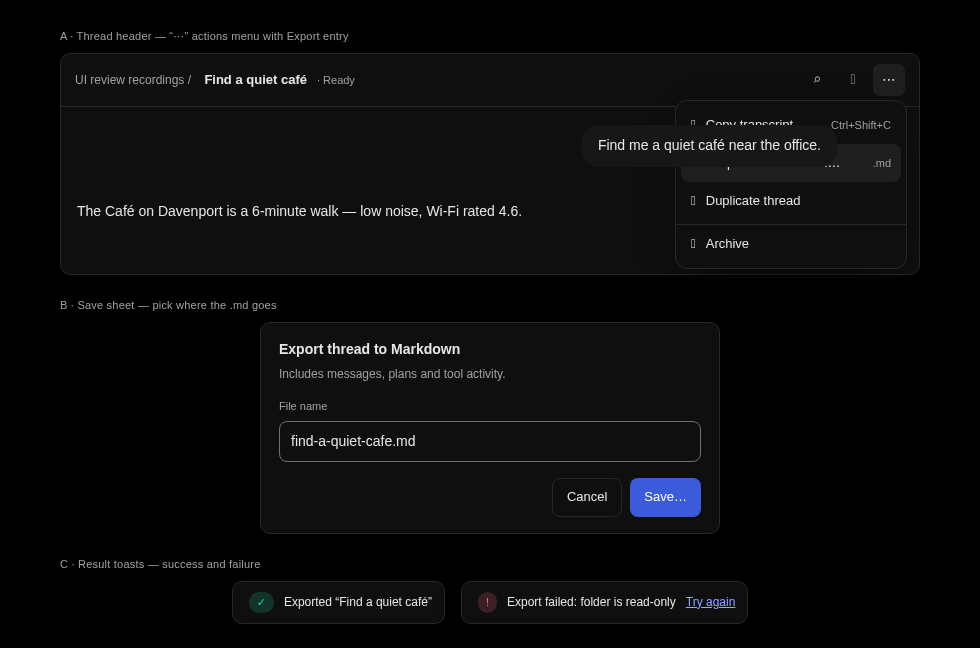 A · Thread header — “⋯” actions menu with Export entry
UI review recordings / Find a quiet café · Ready
Ctrl+Shift+C
Find me a quiet café near the office.
.md
Duplicate thread
The Café on Davenport is a 6-minute walk — low noise, Wi-Fi rated 4.6.
Archive
B · Save sheet — pick where the .md goes
Export thread to Markdown
Includes messages, plans and tool activity.
File name
find-a-quiet-cafe.md
Cancel Save…
C · Result toasts — success and failure
✓ Exported “Find a quiet café” ! Export failed: folder is read-only Try again